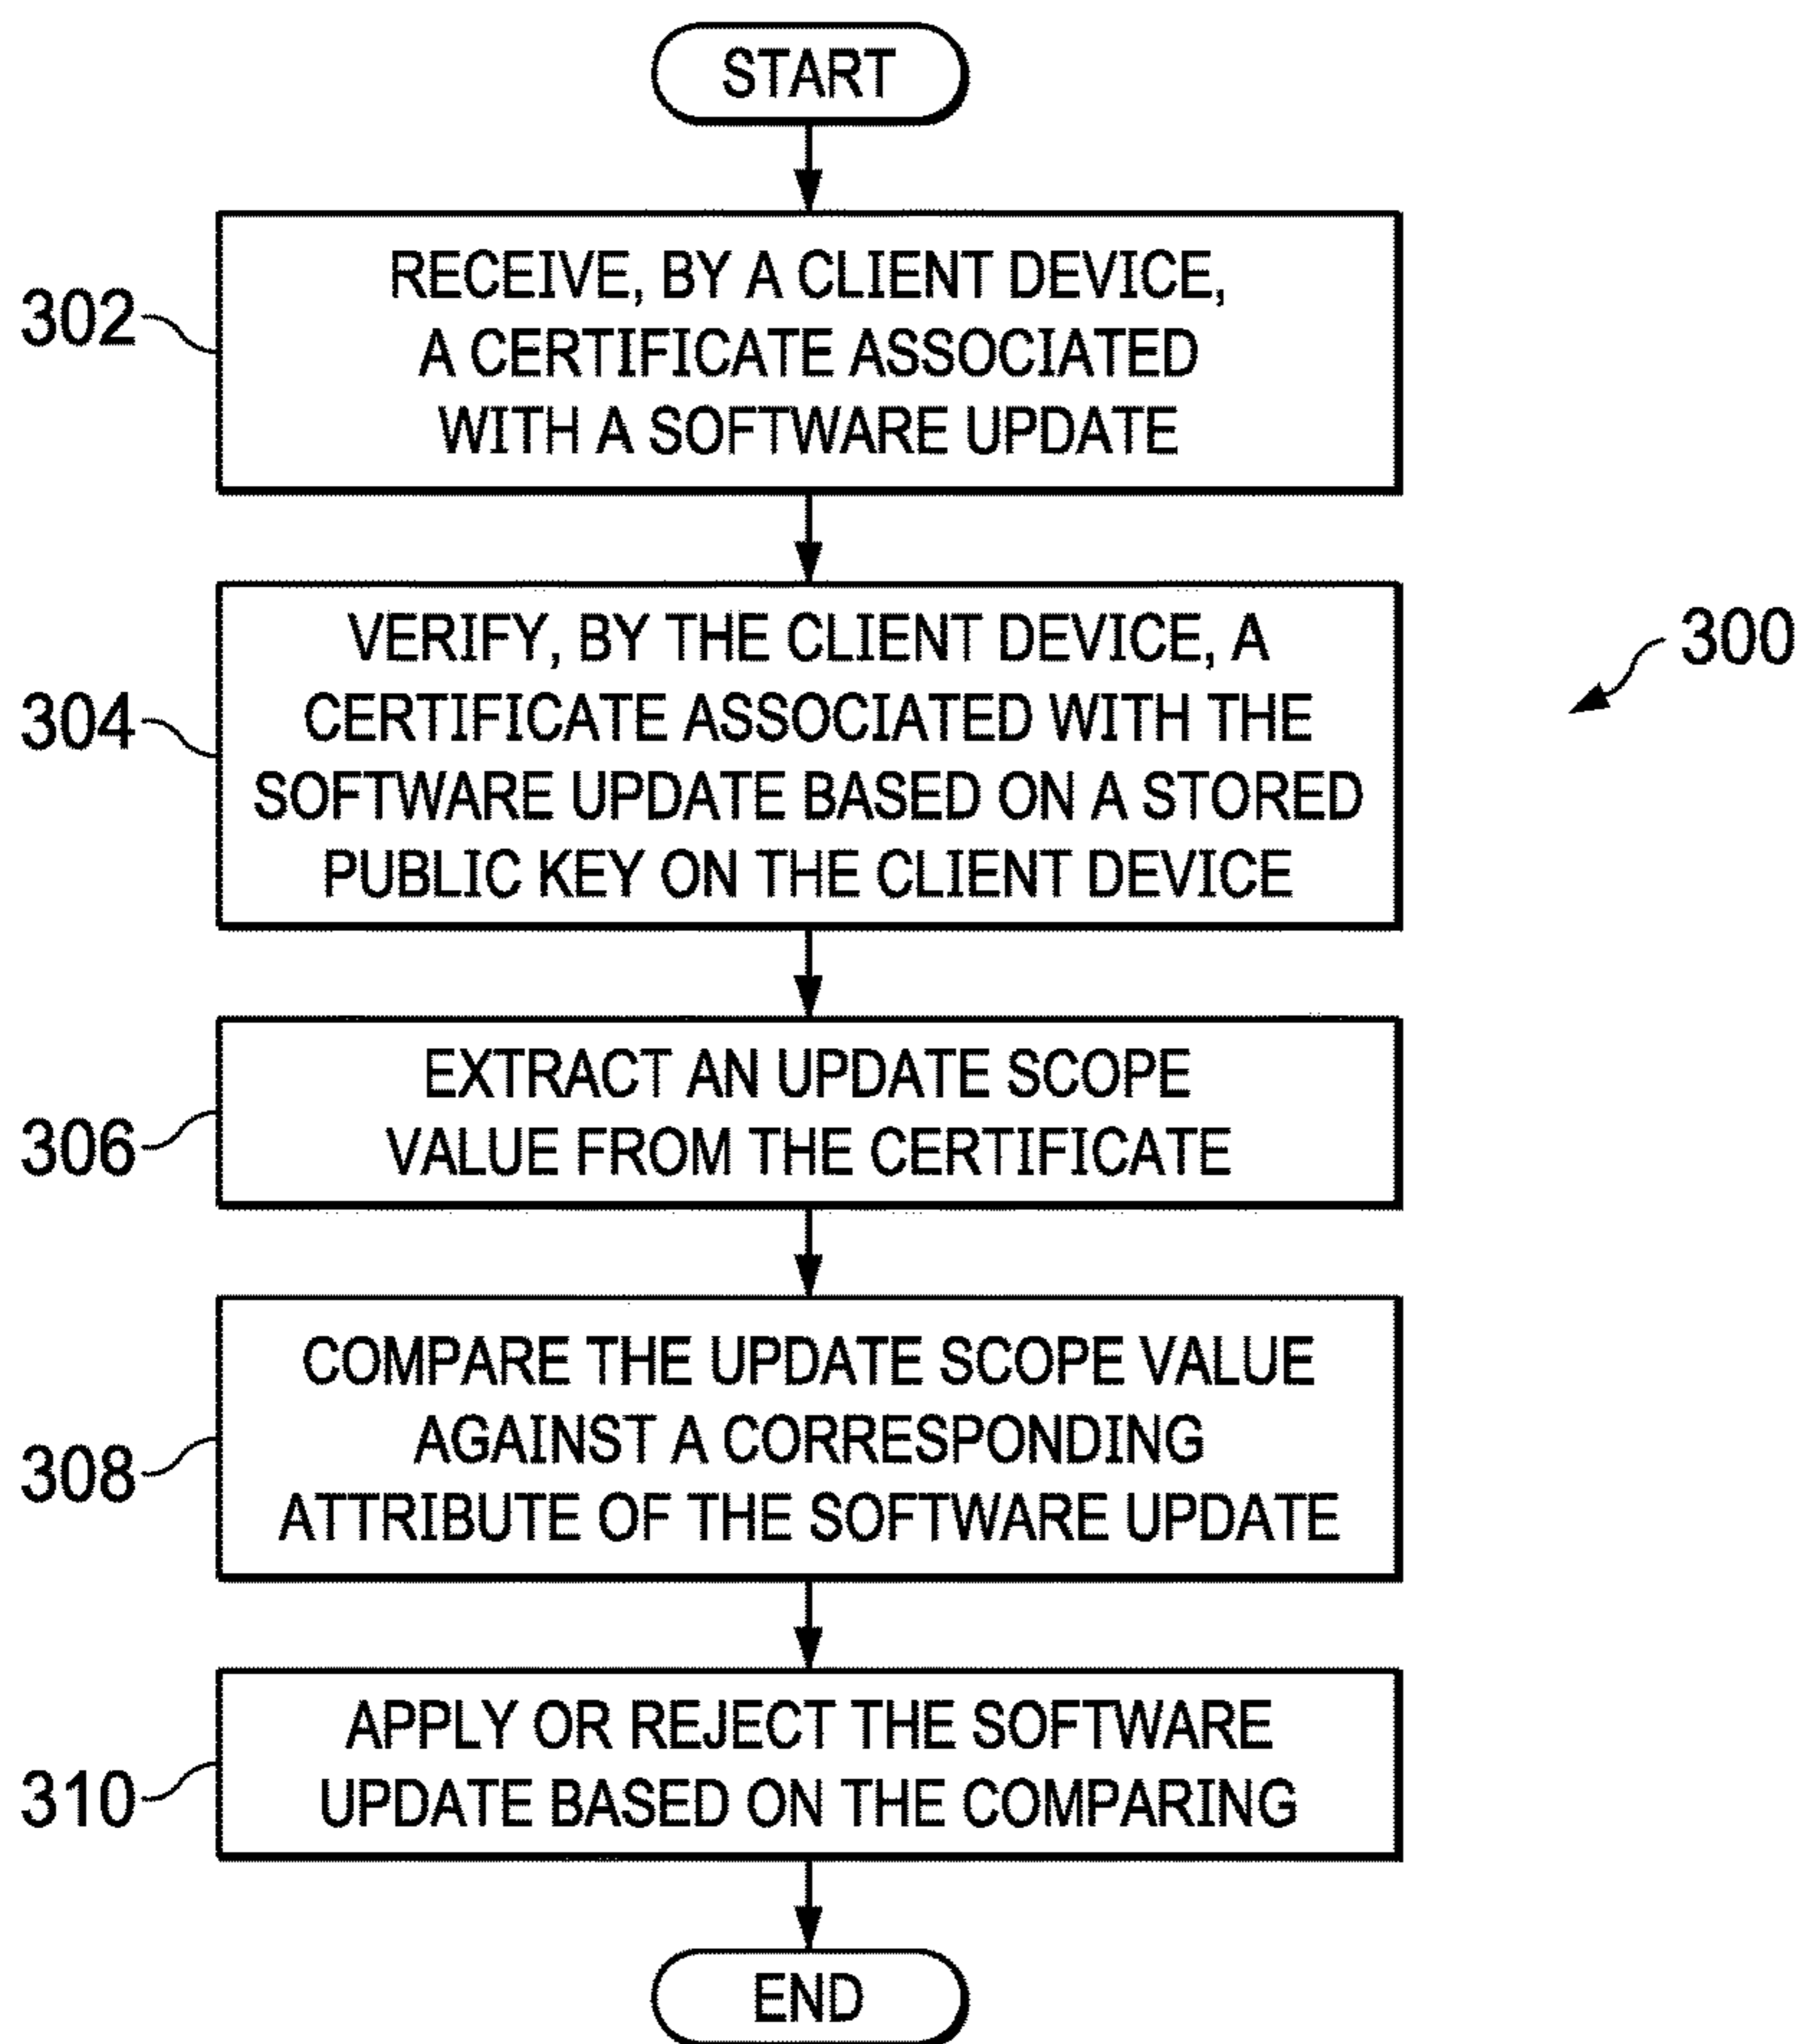 START
302
RECEIVE, BY A CLIENT DEVICE,
A CERTIFICATE ASSOCIATED
WITH A SOFTWARE UPDATE
304
VERIFY, BY THE CLIENT DEVICE, A
CERTIFICATE ASSOCIATED WITH THE
SOFTWARE UPDATE BASED ON A STORED
PUBLIC KEY ON THE CLIENT DEVICE
300
306
EXTRACT AN UPDATE SCOPE
VALUE FROM THE CERTIFICATE
308
COMPARE THE UPDATE SCOPE VALUE
AGAINST A CORRESPONDING
ATTRIBUTE OF THE SOFTWARE UPDATE
310
APPLY OR REJECT THE SOFTWARE
UPDATE BASED ON THE COMPARING
END